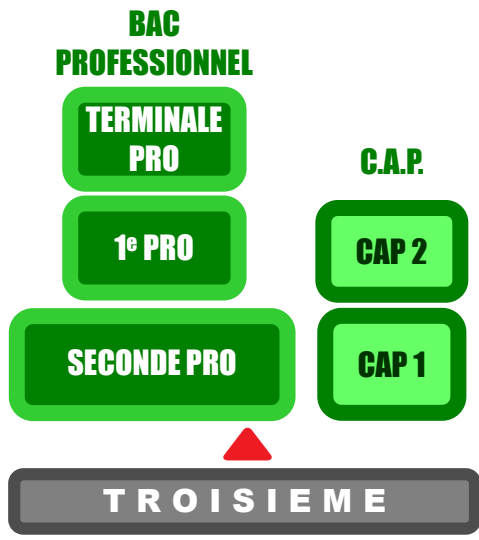 BAC
PROFESSIONNEL
TERMINALE
PRO
C.A.P.
1e PRO
CAP 2
SECONDE PRO
CAP 1
TROISIEME